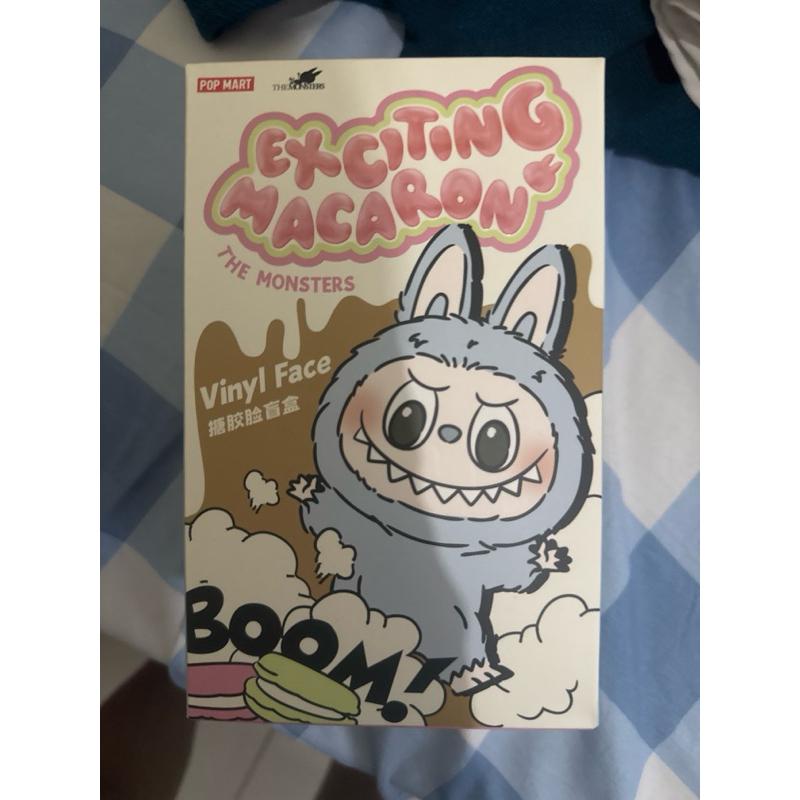 POP MART
THE MONSTERS
EXCITING
MACARON
THE MONSTERS
Vinyl Face
搪胶脸盲盒
BOOM!